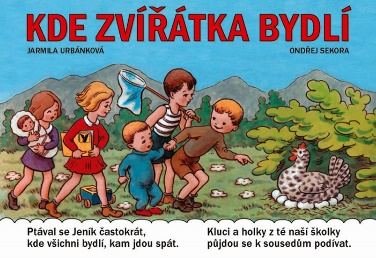 KDE ZVÍŘÁTKA BYDLÍ
JARMILA URBÁNKOVÁ
ONDŘEJ SEKORA
Ptával se Jeník častokrát,
kde všichni bydlí, kam jdou spát.
Kluci a holky z té naší školky
půjdou se k sousedům podívat.